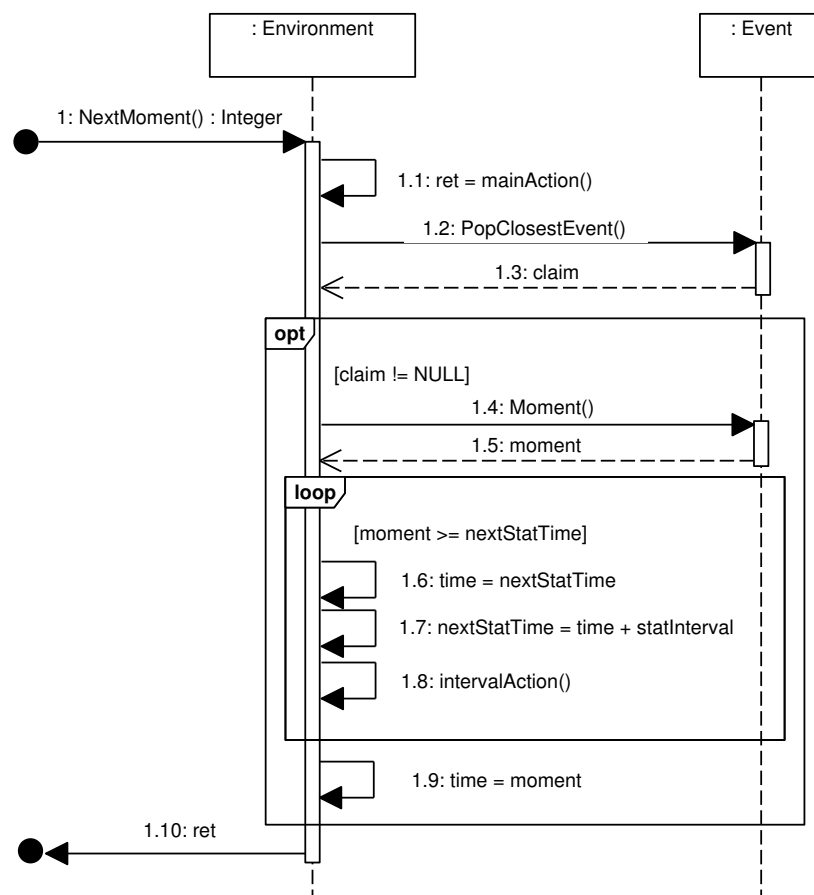 : Environment
: Event
1: NextMoment() : Integer
1.1: ret = mainAction()
1.2: PopClosestEvent()
1.3: claim
opt
[claim != NULL]
1.4: Moment()
1.5: moment
loop
[moment >= nextStatTime]
1.6: time = nextStatTime
1.7: nextStatTime = time + statInterval
1.8: intervalAction()
1.9: time = moment
1.10: ret